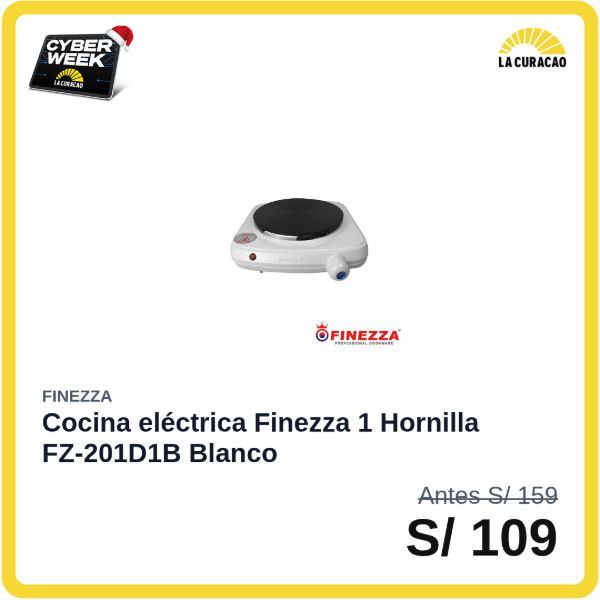 CYBER
WEEK
LA CURACAO
LA CURACAO
FINEZZA®
PROFESSIONAL COOKWARE
FINEZZA
Cocina eléctrica Finezza 1 Hornilla
FZ-201D1B Blanco
Antes S/ 159
S/ 109